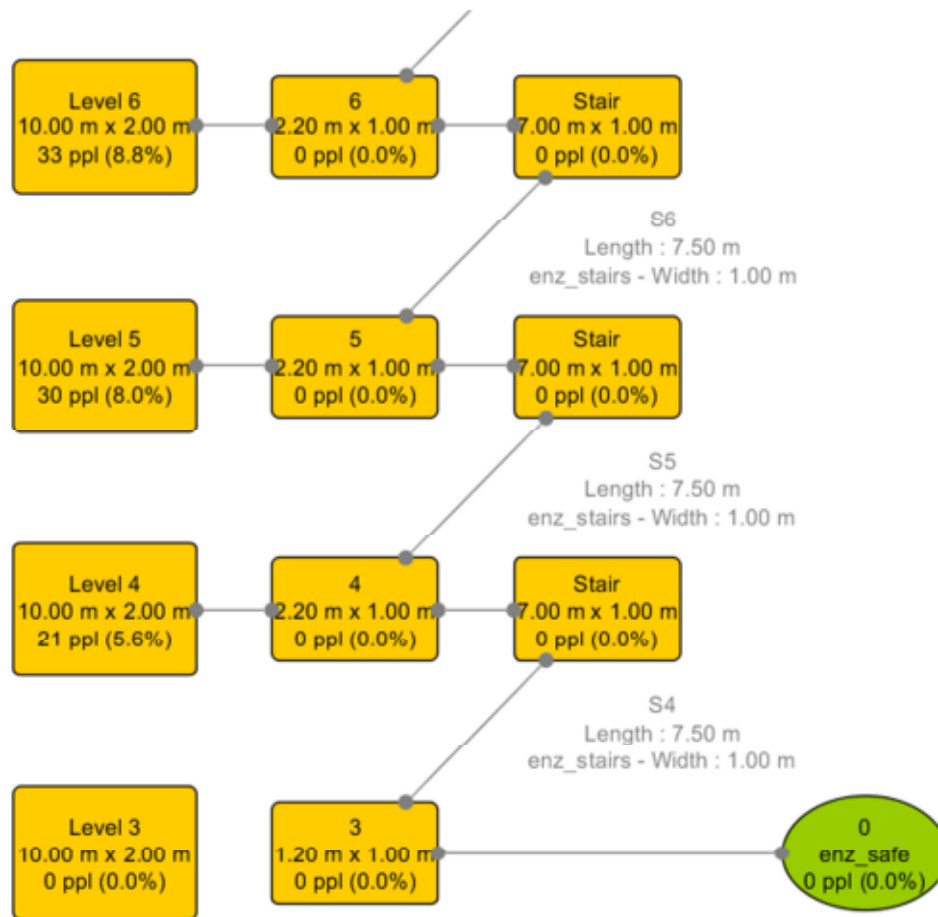 Level 6
10.00 m x 2.00 m
33 ppl (8.8%)
6
2.20 m x 1.00 m
0 ppl (0.0%)
Stair
7.00 m x 1.00 m
0 ppl (0.0%)
S6
Length : 7.50 m
enz_stairs - Width : 1.00 m
Level 5
10.00 m x 2.00 m
30 ppl (8.0%)
5
2.20 m x 1.00 m
0 ppl (0.0%)
Stair
7.00 m x 1.00 m
0 ppl (0.0%)
S5
Length : 7.50 m
enz_stairs - Width : 1.00 m
Level 4
10.00 m x 2.00 m
21 ppl (5.6%)
4
2.20 m x 1.00 m
0 ppl (0.0%)
Stair
7.00 m x 1.00 m
0 ppl (0.0%)
S4
Length : 7.50 m
enz_stairs - Width : 1.00 m
Level 3
10.00 m x 2.00 m
0 ppl (0.0%)
3
1.20 m x 1.00 m
0 ppl (0.0%)
0
enz_safe
0 ppl (0.0%)